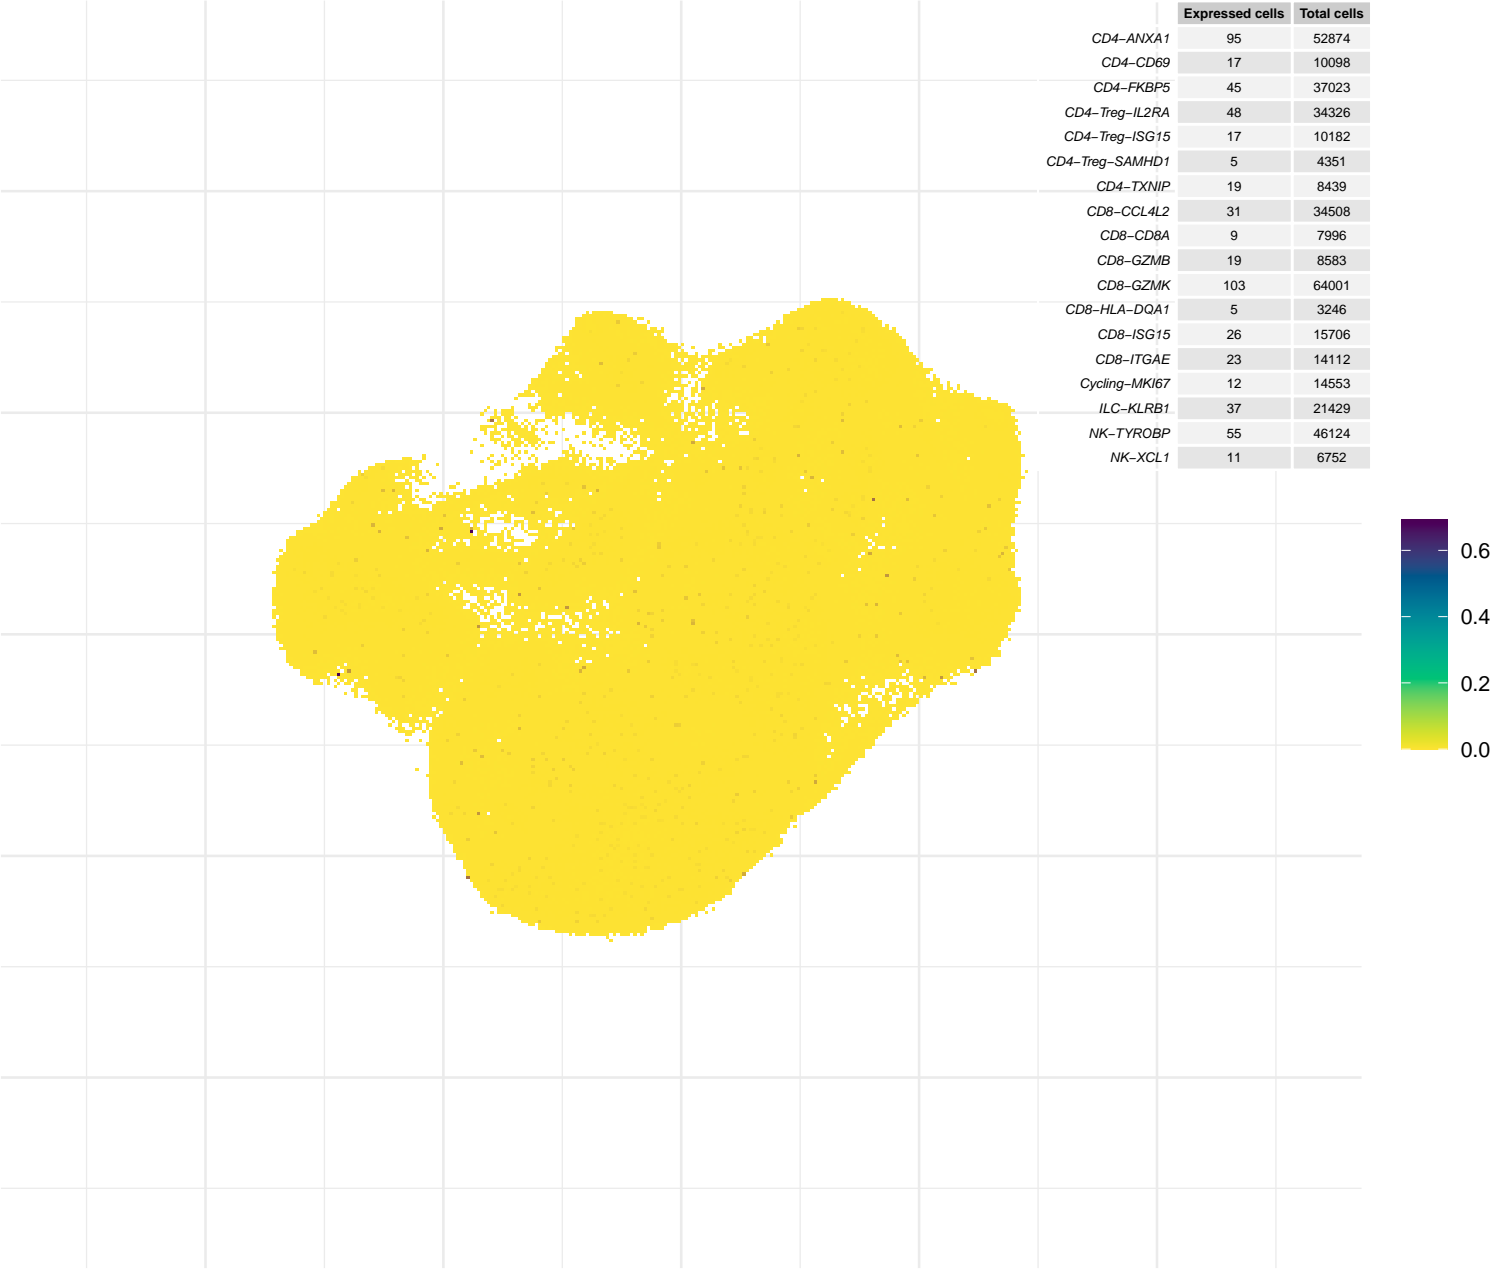 Expressed cells Total cells
CD4−ANXA1 95 52874
CD4−CD69 17 10098
CD4−FKBP5 45 37023
CD4−Treg−IL2RA 48 34326
CD4−Treg−ISG15 17 10182
CD4−Treg−SAMHD1 5 4351
CD4−TXNIP 19 8439
CD8−CCL4L2 31 34508
CD8−CD8A 9 7996
CD8−GZMB 19 8583
CD8−GZMK 103 64001
CD8−HLA−DQA1 5 3246
CD8−ISG15 26 15706
CD8−ITGAE 23 14112
Cycling−MKI67 12 14553
ILC−KLRB1 37 21429
NK−TYROBP 55 46124
NK−XCL1 11 6752
0.6
0.4
0.2
0.0